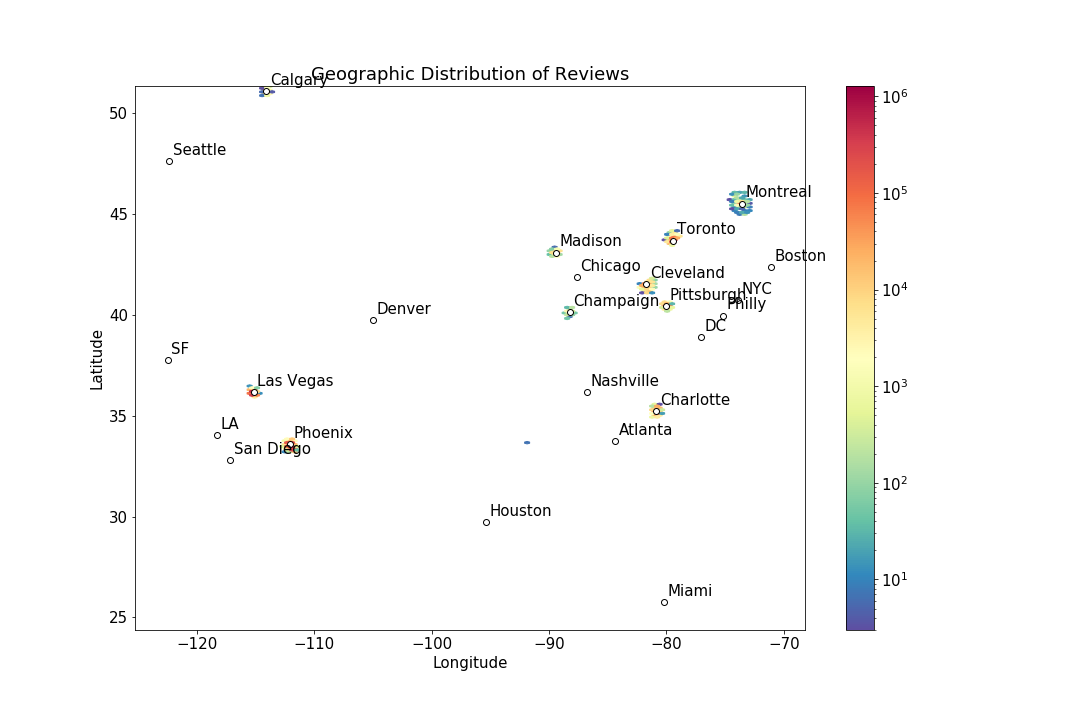 Geographic Distribution of Reviews
Calgary
Seattle
Montreal
Toronto
Madison
Boston
Chicago
Cleveland
NYC
Pittsburgh
Champaign
Philly
Denver
DC
SF
Las Vegas
Nashville
Charlotte
LA
Atlanta
Phoenix
San Diego
Houston
Miami
50
45
40
35
30
25
Latitude
−120 −110 −100 −90 −80 −70
Longitude
10⁶
10⁵
10⁴
10³
10²
10¹